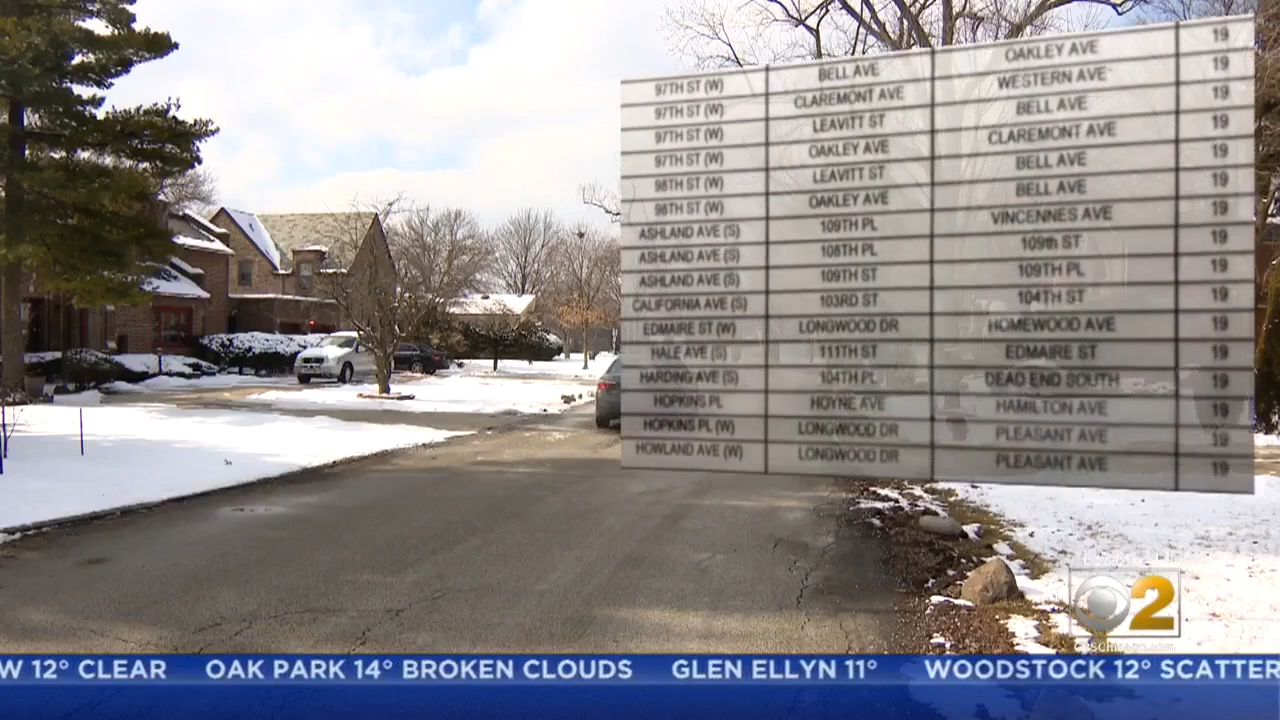 97TH ST (W) BELL AVE OAKLEY AVE 19
97TH ST (W) CLAREMONT AVE WESTERN AVE 19
97TH ST (W) LEAVITT ST BELL AVE 19
97TH ST (W) OAKLEY AVE CLAREMONT AVE 19
98TH ST (W) LEAVITT ST BELL AVE 19
98TH ST (W) OAKLEY AVE BELL AVE 19
ASHLAND AVE (S) 109TH PL VINCENNES AVE 19
ASHLAND AVE (S) 108TH PL 109th ST 19
ASHLAND AVE (S) 109TH ST 109TH PL 19
CALIFORNIA AVE (S) 103RD ST 104TH ST 19
EDMAIRE ST (W) LONGWOOD DR HOMEWOOD AVE 19
HALE AVE (S) 111TH ST EDMAIRE ST 19
HARDING AVE (S) 104TH PL DEAD END SOUTH 19
HOPKINS PL HOYNE AVE HAMILTON AVE 19
HOPKINS PL (W) LONGWOOD DR PLEASANT AVE 19
HOWLAND AVE (W) LONGWOOD DR PLEASANT AVE 19
2
W 12° CLEAR OAK PARK 14° BROKEN CLOUDS GLEN ELLYN 11° WOODSTOCK 12° SCATTER